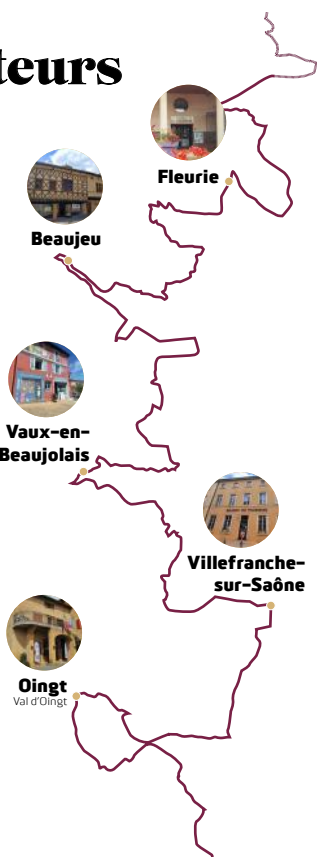 teurs
Fleurie
Beaujeu
Vaux-en-
Beaujolais
Villefranche-
sur-Saône
Oingt
Val d'Oingt